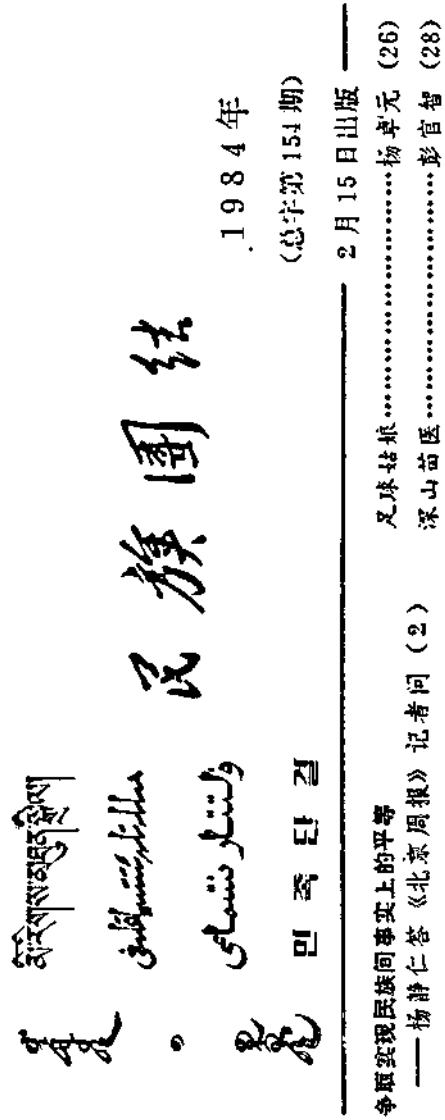 민 족 단 결
民族团结
1984年
(总字第154期)
2月15日出版
争取实现民族间事实上的平等
——杨静仁答《北京周报》记者问 (2)
足球姑娘……………………杨卓元 (26)
深山苗医……………………彭官智 (28)